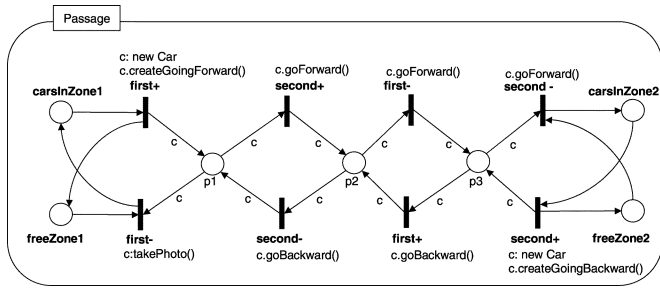 Passage
c: new Car
c.createGoingForward()
first+
c.goForward()
second+
c.goForward()
first-
c.goForward()
second -
carsInZone1
carsInZone2
c
c
c
c
c
c
p1
p2
p3
c
c
c
c
c
c
freeZone1
first-
c:takePhoto()
second-
c.goBackward()
first+
c.goBackward()
second+
c: new Car
c.createGoingBackward()
freeZone2